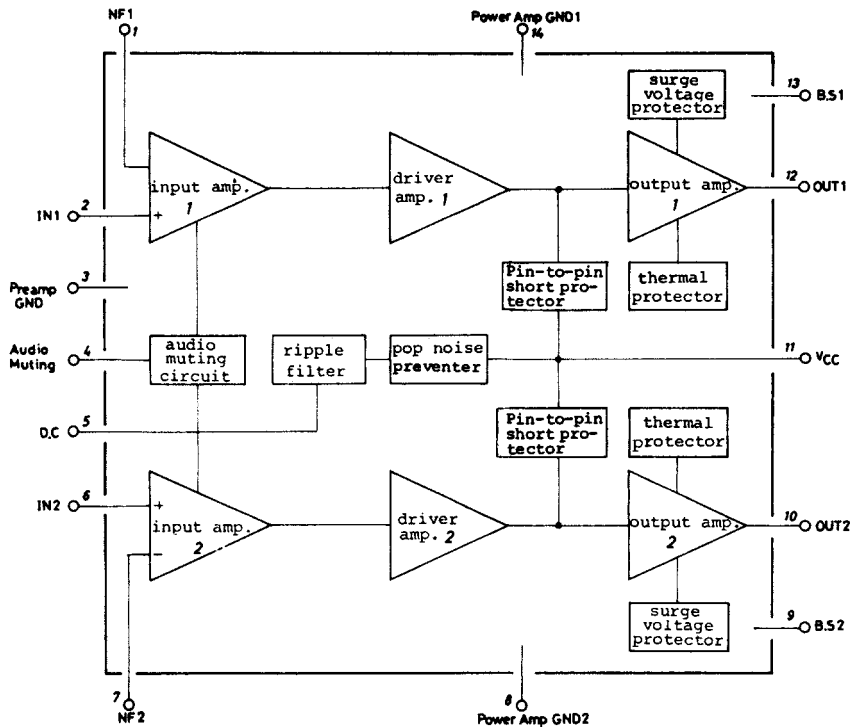 NF1
1
Power Amp GND1
14
surge
voltage
protector
13
B.S1
input amp.
1
driver
amp. 1
output amp.
1
12
OUT1
2
IN1
+
3
Preamp
GND
Pin-to-pin
short pro-
tector
thermal
protector
Audio
Muting
4
audio
muting
circuit
ripple
filter
pop noise
preventer
11
VCC
5
D.C
Pin-to-pin
short pro-
tector
thermal
protector
6
IN2
+
input amp.
2
−
driver
amp. 2
output amp.
2
10
OUT2
surge
voltage
protector
9
B.S2
7
NF2
8
Power Amp GND2